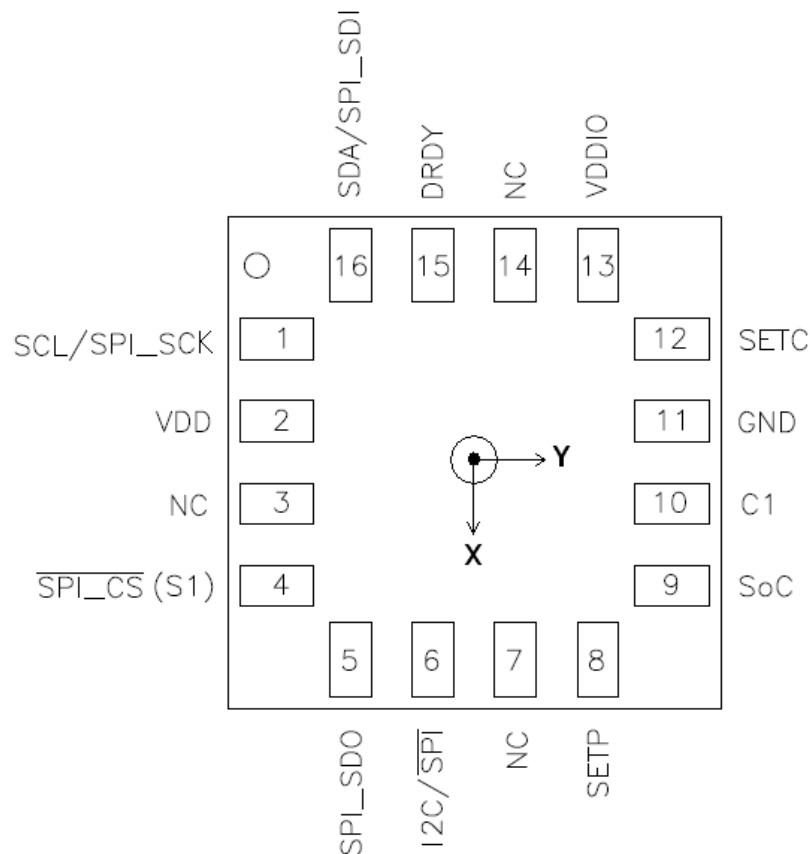 SDA/SPI_SDI
DRDY
NC
VDDIO
16
15
14
13
SCL/SPI_SCK
1
12
SETC
VDD
2
11
GND
Y
NC
3
10
C1
X
SPI_CS (S1)
4
9
SoC
5
6
7
8
SPI_SDO
I2C/SPI
NC
SETP